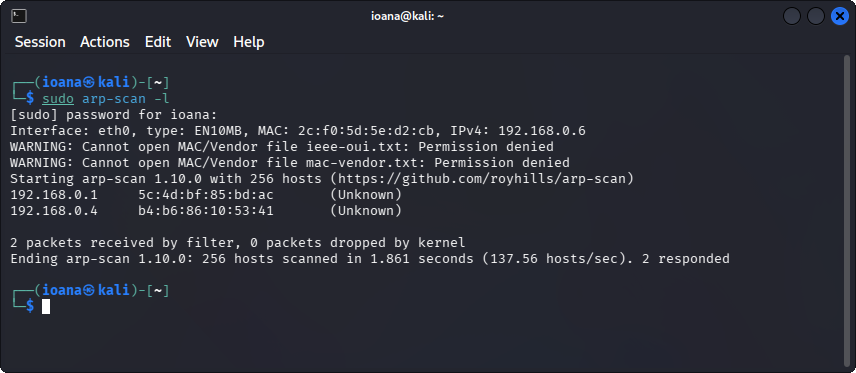 ioana@kali: ~
Session Actions Edit View Help
┌──(ioana㉿kali)-[~]
└─$ sudo arp-scan -l
[sudo] password for ioana:
Interface: eth0, type: EN10MB, MAC: 2c:f0:5d:5e:d2:cb, IPv4: 192.168.0.6
WARNING: Cannot open MAC/Vendor file ieee-oui.txt: Permission denied
WARNING: Cannot open MAC/Vendor file mac-vendor.txt: Permission denied
Starting arp-scan 1.10.0 with 256 hosts (https://github.com/royhills/arp-scan)
192.168.0.1     5c:4d:bf:85:bd:ac       (Unknown)
192.168.0.4     b4:b6:86:10:53:41       (Unknown)
2 packets received by filter, 0 packets dropped by kernel
Ending arp-scan 1.10.0: 256 hosts scanned in 1.861 seconds (137.56 hosts/sec). 2 responded
┌──(ioana㉿kali)-[~]
└─$